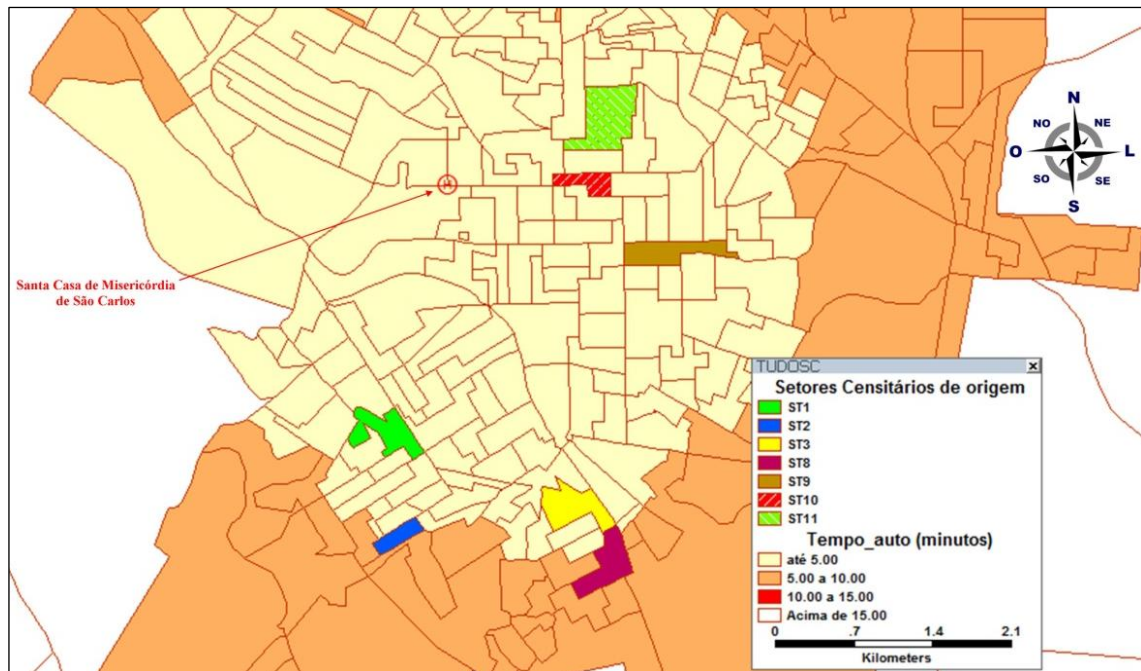 N
NO
NE
O
L
SO
SE
S
H
Santa Casa de Misericórdia
de São Carlos
TUDOSC
Setores Censitários de origem
ST1
ST2
ST3
ST8
ST9
ST10
ST11
Tempo_auto (minutos)
até 5.00
5.00 a 10.00
10.00 a 15.00
Acima de 15.00
0 .7 1.4 2.1
Kilometers